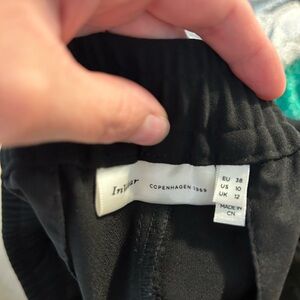 InWear
COPENHAGEN 1969
EU 38
US 10
UK 12
MADE IN
CN